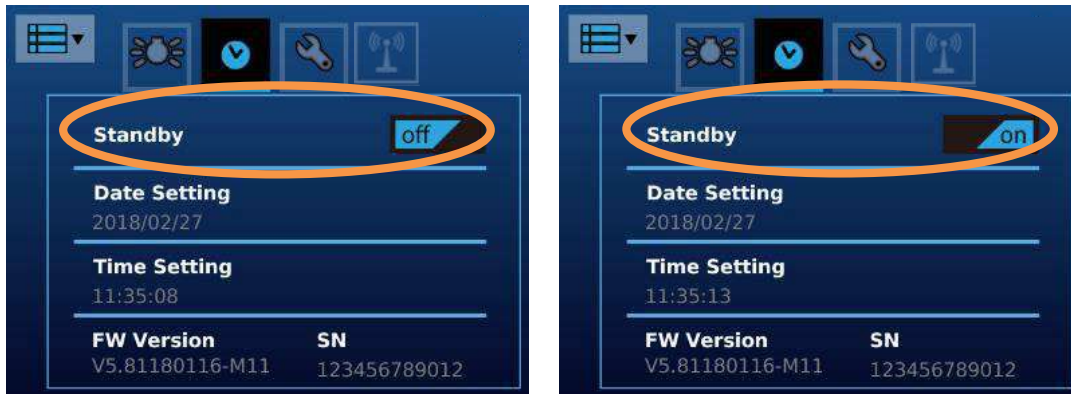 Standby off
Date Setting
2018/02/27
Time Setting
11:35:08
FW Version SN
V5.81180116-M11 123456789012
Standby on
Date Setting
2018/02/27
Time Setting
11:35:13
FW Version SN
V5.81180116-M11 123456789012